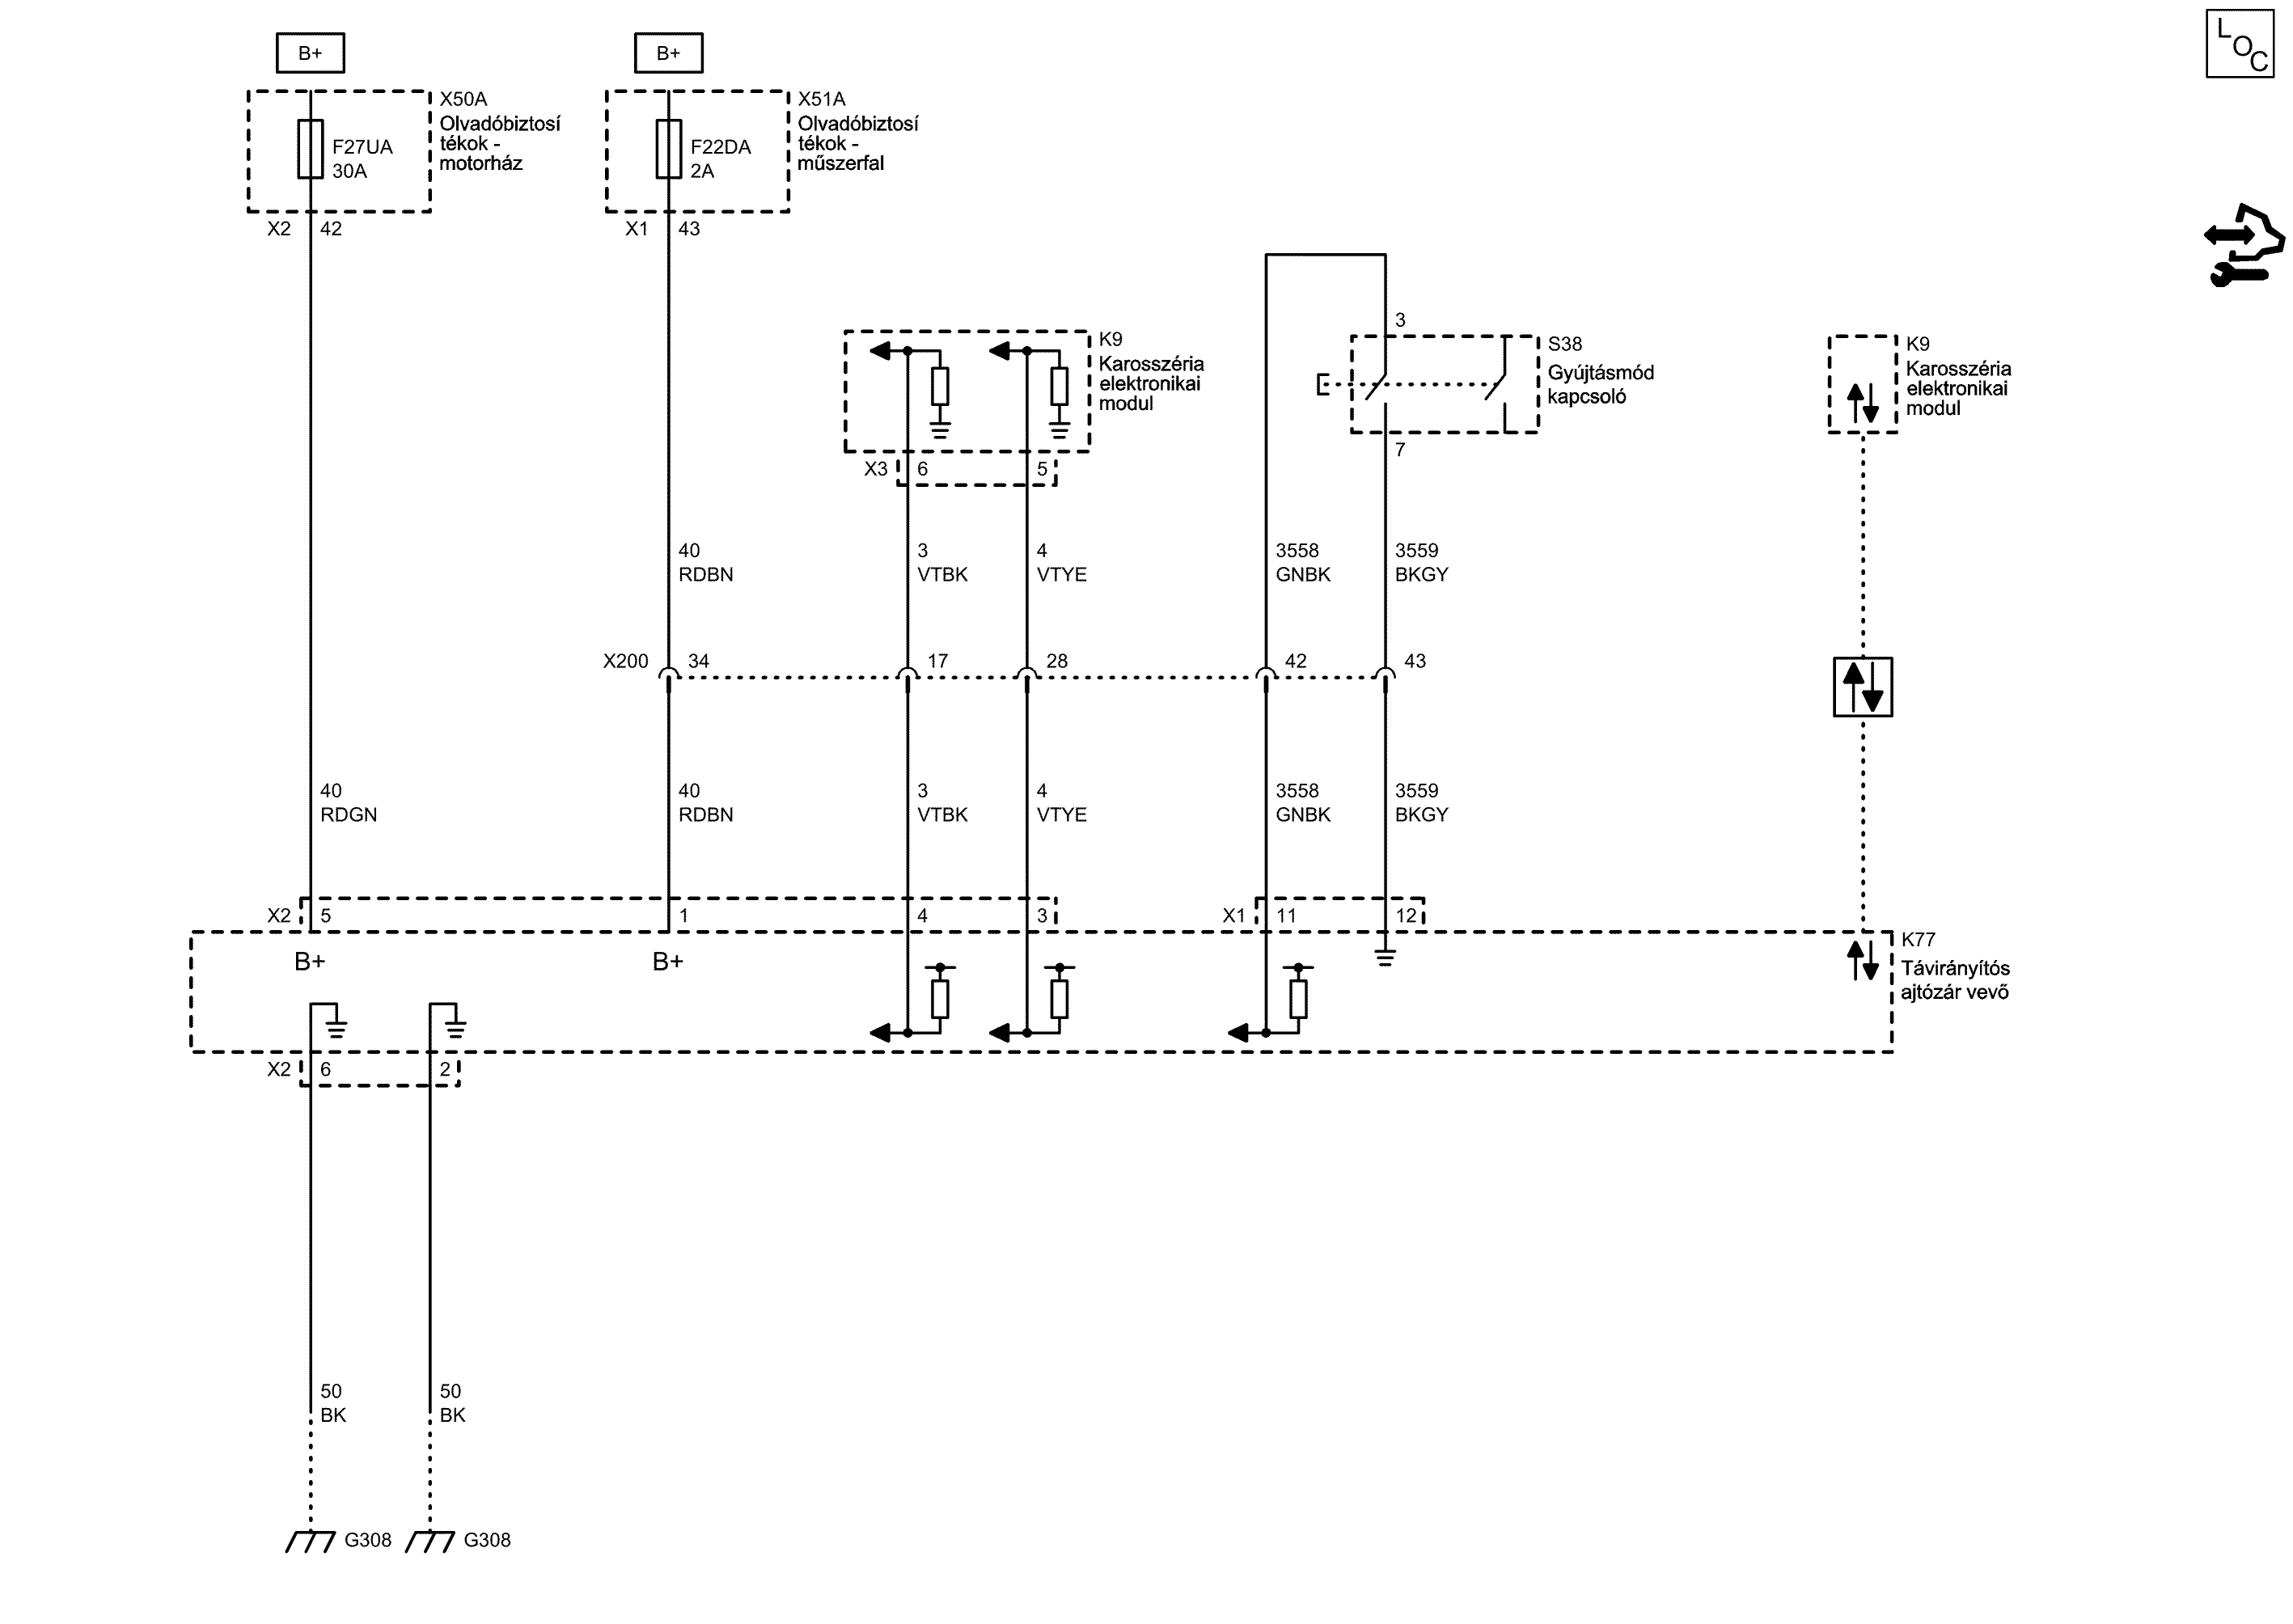 L
O
C
B+
B+
X50A
Olvadóbiztosí
tékok -
motorház
F27UA
30A
X51A
Olvadóbiztosí
tékok -
műszerfal
F22DA
2A
X2 42
X1 43
3
K9
Karosszéria
elektronikai
modul
S38
Gyújtásmód
kapcsoló
K9
Karosszéria
elektronikai
modul
7
X3 6 5
40
RDBN
3
VTBK
4
VTYE
3558
GNBK
3559
BKGY
X200 34 17 28 42 43
40
RDGN
40
RDBN
3
VTBK
4
VTYE
3558
GNBK
3559
BKGY
X2 5 1 4 3 X1 11 12
B+ B+
K77
Távirányítós
ajtózár vevő
X2 6 2
50
BK
50
BK
G308 G308